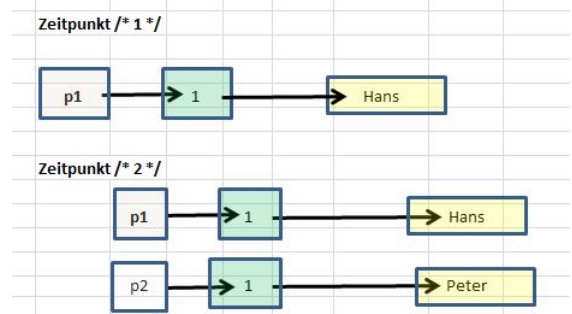 Zeitpunkt /* 1 */
p1 1 Hans
Zeitpunkt /* 2 */
p1 1 Hans
p2 1 Peter